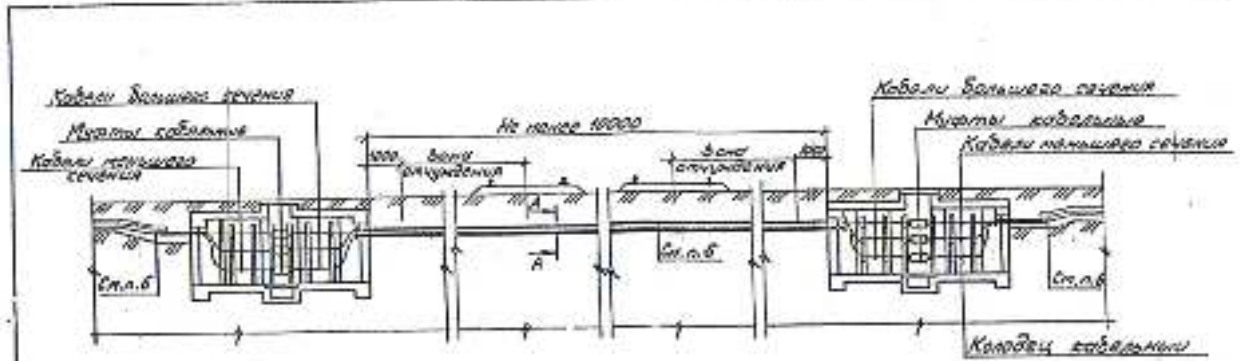 Кабели большего сечения
Муфты кабельные
Кабели меньшего
сечения
Не менее 10000
1000
Зона
отчуждения
Зона
отчуждения
Кабели большего сечения
Муфты кабельные
Кабели меньшего сечения
А
А
См.п.6
См.п.6
См.п.6
Колодец кабельный